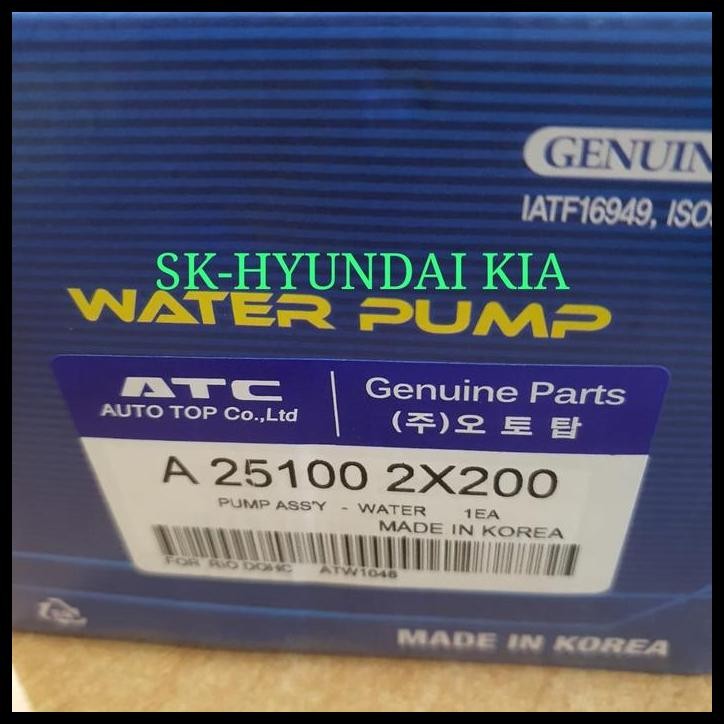 GENUIN
IATF16949, ISO
SK-HYUNDAI KIA
WATER PUMP
ATC
AUTO TOP Co.,Ltd
Genuine Parts
(주)오토탑
A 25100 2X200
PUMP ASS'Y - WATER 1EA
MADE IN KOREA
FOR RIO DOHC ATW1046
MADE IN KOREA